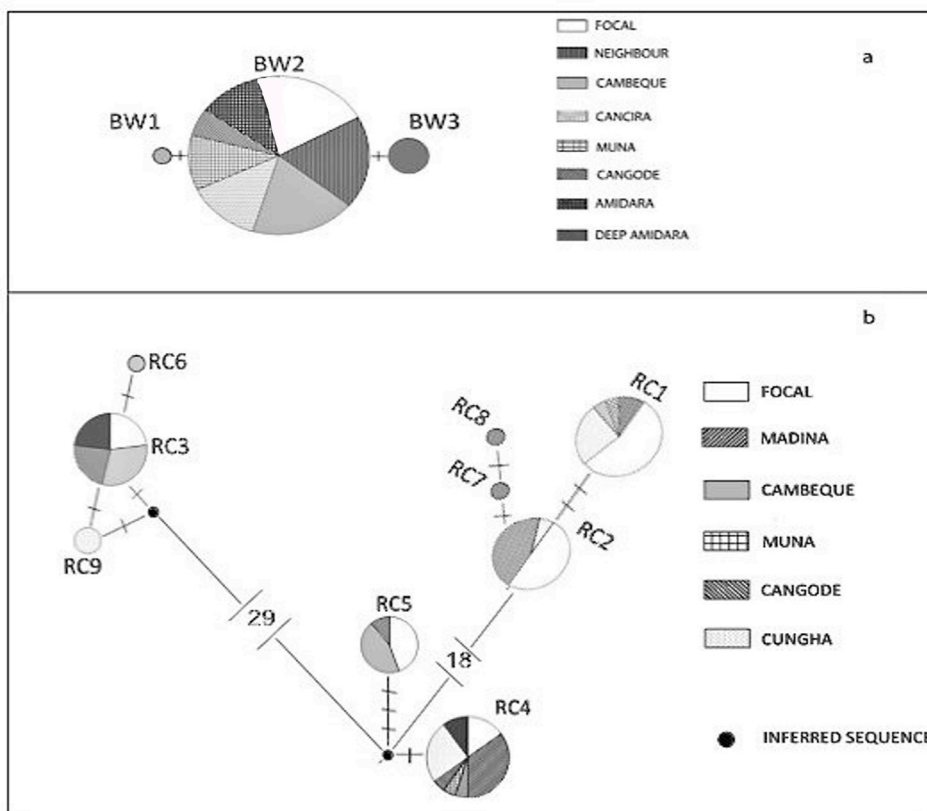 a
FOCAL
NEIGHBOUR
CAMBEQUE
CANCIRA
MUNA
CANGODE
AMIDARA
DEEP AMIDARA
BW2
BW1
BW3
b
RC6
RC3
RC9
RC8
RC7
RC1
RC2
29
RC5
18
RC4
FOCAL
MADINA
CAMBEQUE
MUNA
CANGODE
CUNGHA
INFERRED SEQUENCE